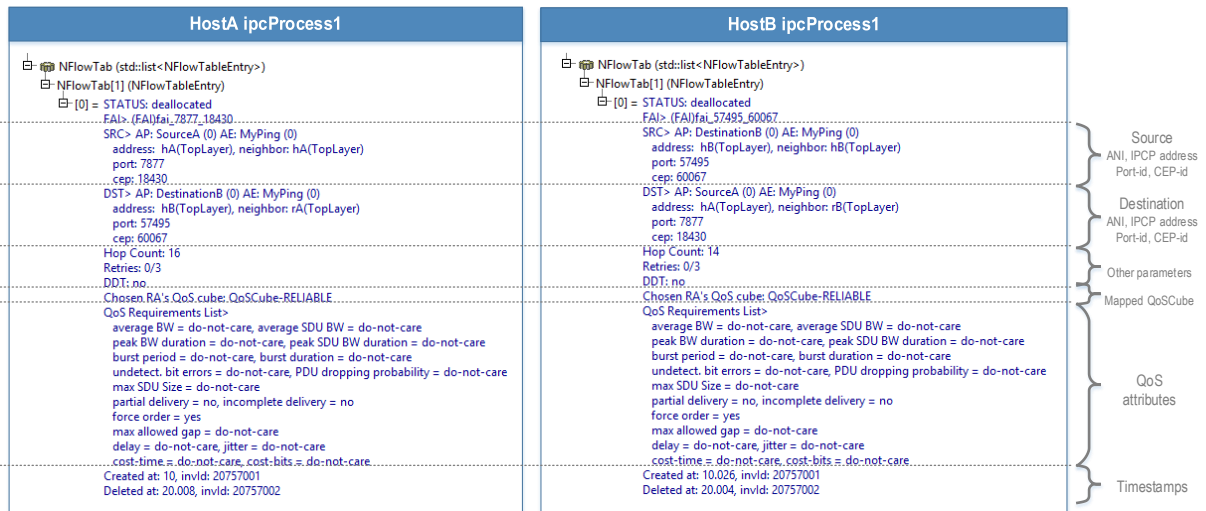 HostA ipcProcess1
NFlowTab (std::list<NFlowTableEntry>)
NFlowTab[1] (NFlowTableEntry)
[0] = STATUS: deallocated
FAI> (FAI)fai_7877_18430
SRC> AP: SourceA (0) AE: MyPing (0)
address: hA(TopLayer), neighbor: hA(TopLayer)
port: 7877
cep: 18430
DST> AP: DestinationB (0) AE: MyPing (0)
address: hB(TopLayer), neighbor: rA(TopLayer)
port: 57495
cep: 60067
Hop Count: 16
Retries: 0/3
DDT: no
Chosen RA's QoS cube: QoSCube-RELIABLE
QoS Requirements List>
average BW = do-not-care, average SDU BW = do-not-care
peak BW duration = do-not-care, peak SDU BW duration = do-not-care
burst period = do-not-care, burst duration = do-not-care
undetect. bit errors = do-not-care, PDU dropping probability = do-not-care
max SDU Size = do-not-care
partial delivery = no, incomplete delivery = no
force order = yes
max allowed gap = do-not-care
delay = do-not-care, jitter = do-not-care
cost-time = do-not-care, cost-bits = do-not-care
Created at: 10, invId: 20757001
Deleted at: 20.008, invId: 20757002
HostB ipcProcess1
NFlowTab (std::list<NFlowTableEntry>)
NFlowTab[1] (NFlowTableEntry)
[0] = STATUS: deallocated
FAI> (FAI)fai_57495_60067
SRC> AP: DestinationB (0) AE: MyPing (0)
address: hB(TopLayer), neighbor: hB(TopLayer)
port: 57495
cep: 60067
DST> AP: SourceA (0) AE: MyPing (0)
address: hA(TopLayer), neighbor: rB(TopLayer)
port: 7877
cep: 18430
Hop Count: 14
Retries: 0/3
DDT: no
Chosen RA's QoS cube: QoSCube-RELIABLE
QoS Requirements List>
average BW = do-not-care, average SDU BW = do-not-care
peak BW duration = do-not-care, peak SDU BW duration = do-not-care
burst period = do-not-care, burst duration = do-not-care
undetect. bit errors = do-not-care, PDU dropping probability = do-not-care
max SDU Size = do-not-care
partial delivery = no, incomplete delivery = no
force order = yes
max allowed gap = do-not-care
delay = do-not-care, jitter = do-not-care
cost-time = do-not-care, cost-bits = do-not-care
Created at: 10.026, invId: 20757001
Deleted at: 20.004, invId: 20757002
Source
ANI, IPCP address
Port-id, CEP-id
Destination
ANI, IPCP address
Port-id, CEP-id
Other parameters
Mapped QoSCube
QoS
attributes
Timestamps